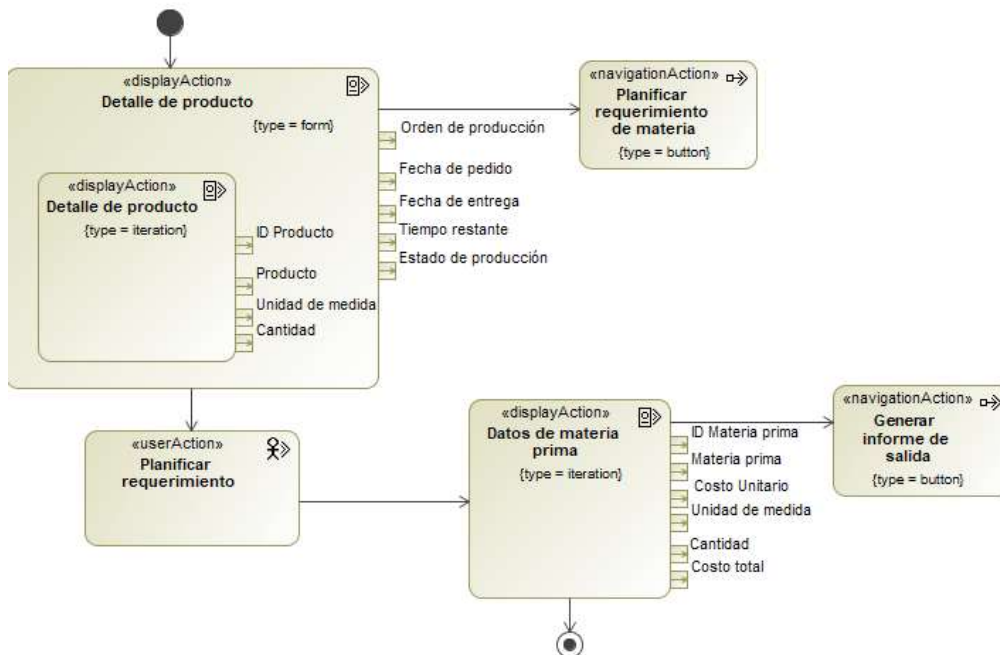 «displayAction»
Detalle de producto
{type = form}
«navigationAction»
Planificar
requerimiento
de materia
{type = button}
Orden de producción
Fecha de pedido
Fecha de entrega
Tiempo restante
Estado de producción
«displayAction»
Detalle de producto
{type = iteration}
ID Producto
Producto
Unidad de medida
Cantidad
«userAction»
Planificar
requerimiento
«displayAction»
Datos de materia
prima
{type = iteration}
ID Materia prima
Materia prima
Costo Unitario
Unidad de medida
Cantidad
Costo total
«navigationAction»
Generar
informe de
salida
{type = button}